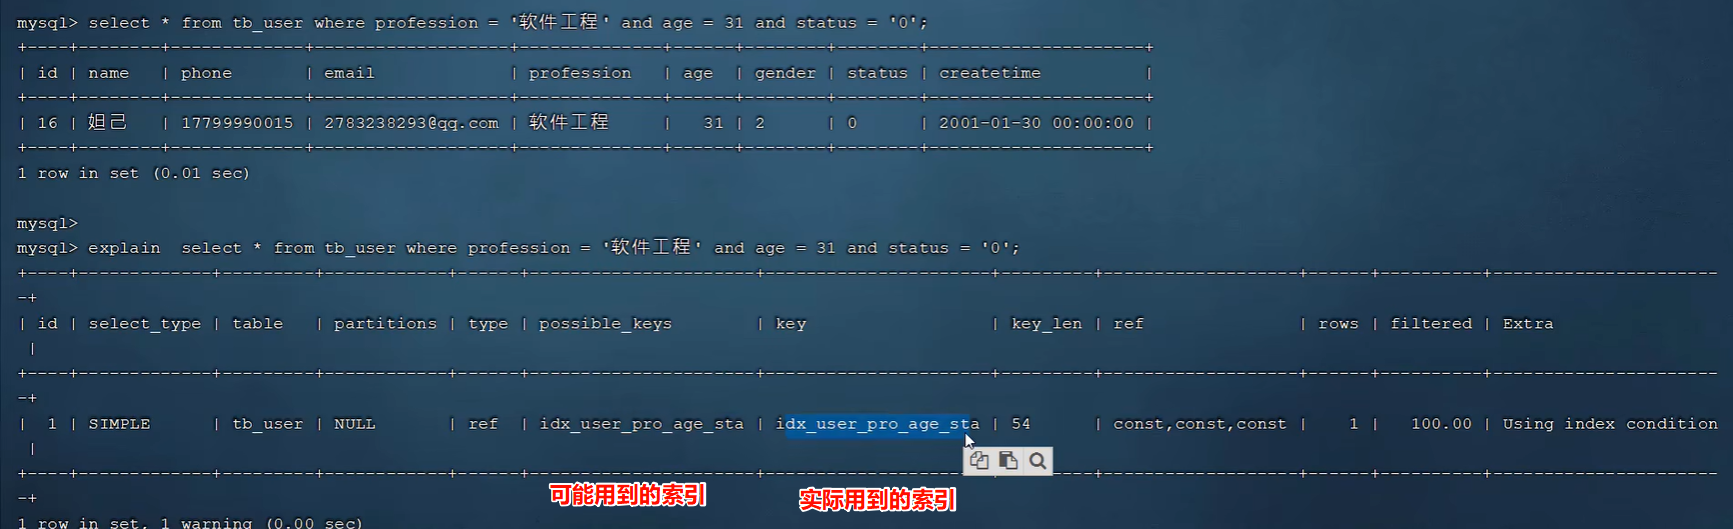 mysql> select * from tb_user where profession = '软件工程' and age = 31 and status = '0';
+----+--------+-------------+--------------------+--------------+------+--------+--------+---------------------+
| id | name | phone | email | profession | age | gender | status | createtime |
+----+--------+-------------+--------------------+--------------+------+--------+--------+---------------------+
| 16 | 妲己 | 17799990015 | 2783238293@qq.com | 软件工程 | 31 | 2 | 0 | 2001-01-30 00:00:00 |
+----+--------+-------------+--------------------+--------------+------+--------+--------+---------------------+
1 row in set (0.01 sec)
mysql>
mysql> explain  select * from tb_user where profession = '软件工程' and age = 31 and status = '0';
+----+-------------+---------+------------+------+----------------------+----------------------+---------+-------------------+------+----------+----------------------
-+
| id | select_type | table | partitions | type | possible_keys | key | key_len | ref | rows | filtered | Extra
|
+----+-------------+---------+------------+------+----------------------+----------------------+---------+-------------------+------+----------+----------------------
-+
| 1 | SIMPLE | tb_user | NULL | ref | idx_user_pro_age_sta | idx_user_pro_age_sta | 54 | const,const,const | 1 | 100.00 | Using index condition
|
+----+-------------+---------+------------+------+----------------------+----------------------+---------+-------------------+------+----------+----------------------
-+
可能用到的索引 实际用到的索引
1 row in set, 1 warning (0.00 sec)